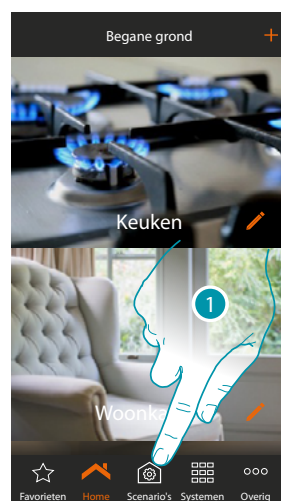 Begane grond
Keuken
1
Woonka
Favorieten Home Scenario's Systemen Overig